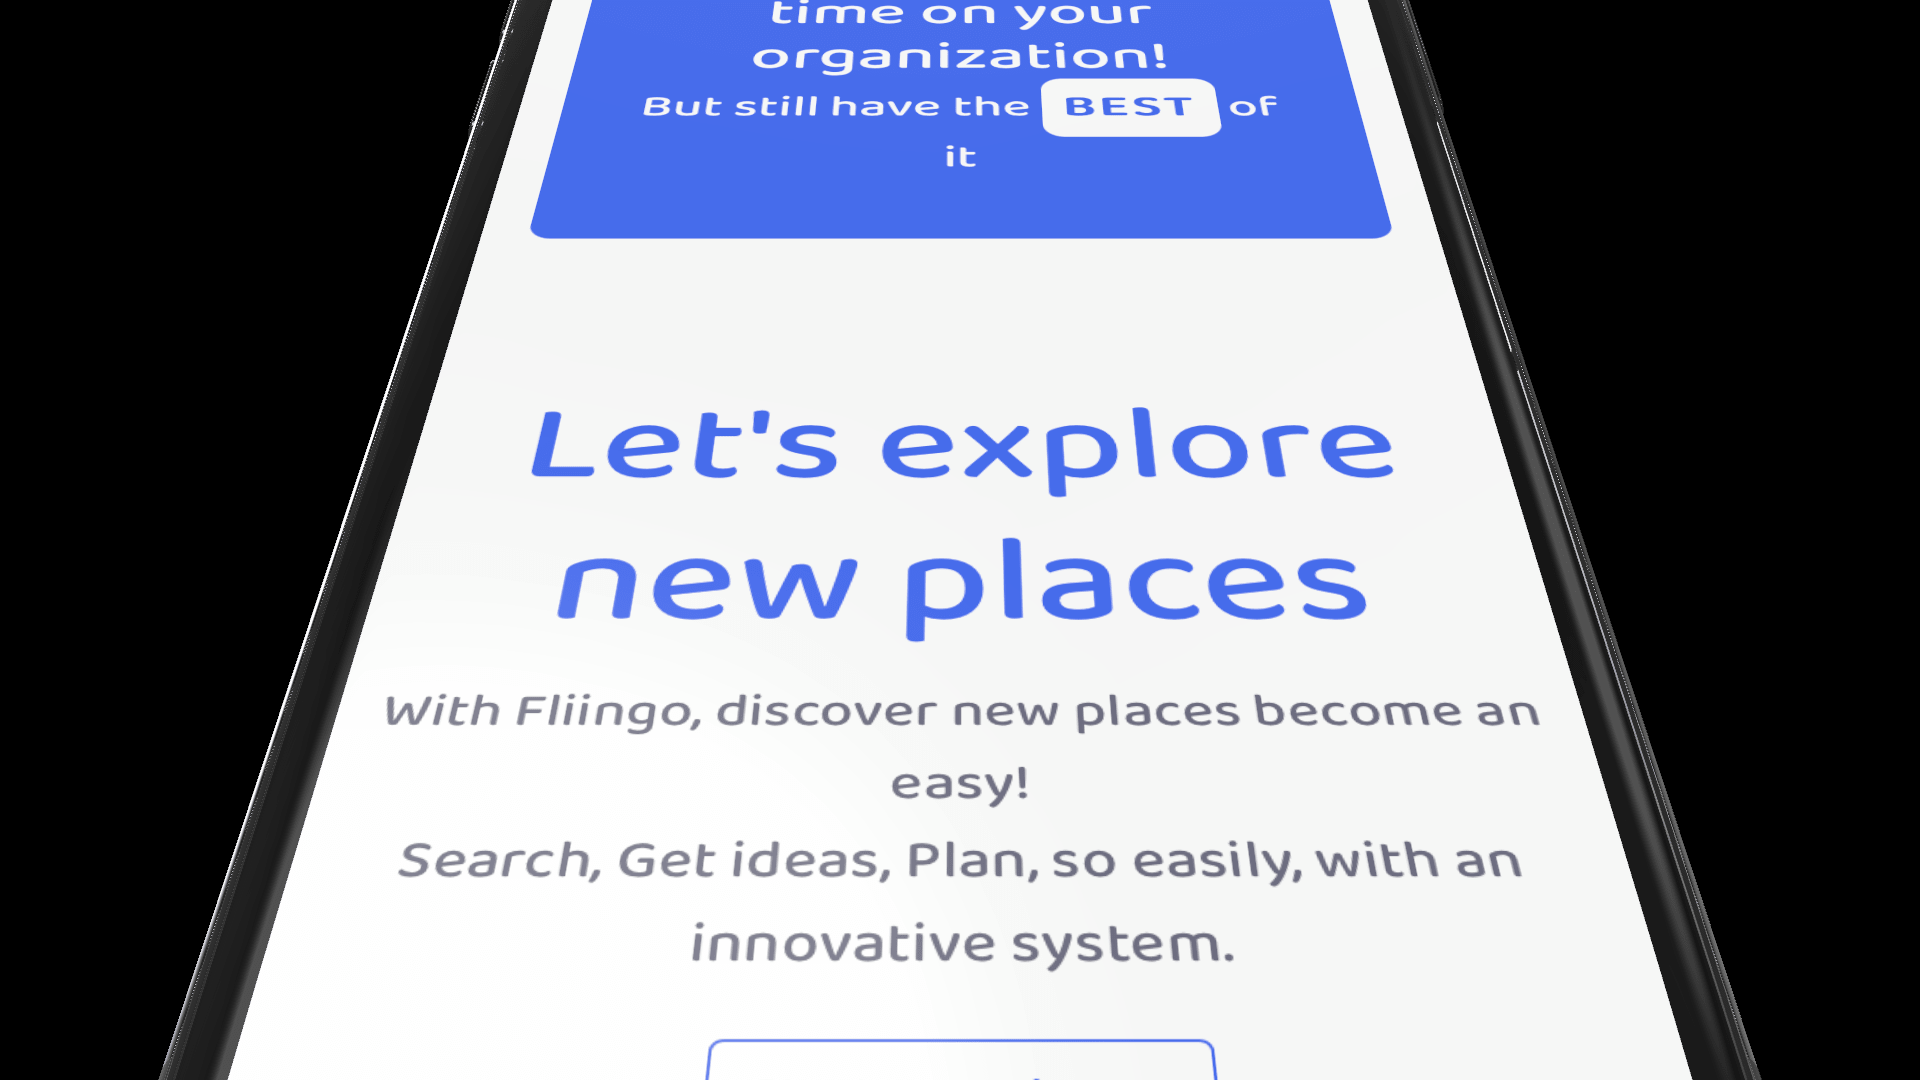 time on your
organization!
But still have the BEST of
it
Let's explore
new places
With Fliingo, discover new places become an
easy!
Search, Get ideas, Plan, so easily, with an
innovative system.